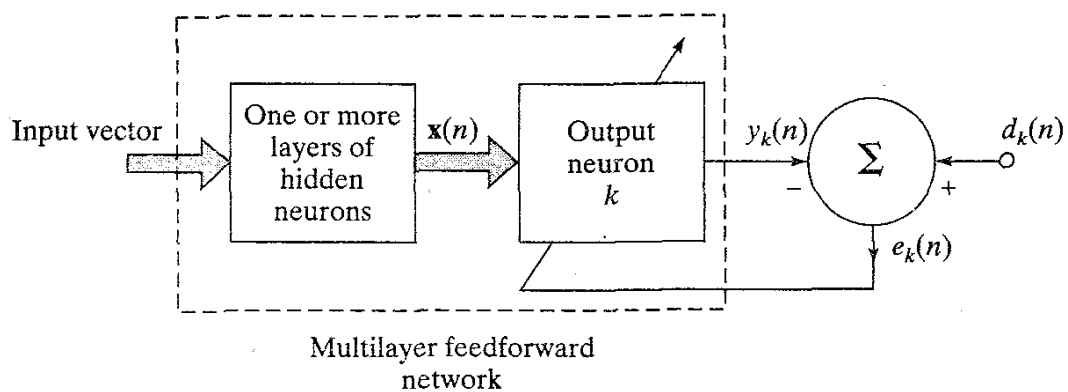 Input vector
One or more
layers of
hidden
neurons
x(n)
Output
neuron
k
y_k(n)
−
Σ
+
d_k(n)
e_k(n)
Multilayer feedforward
network